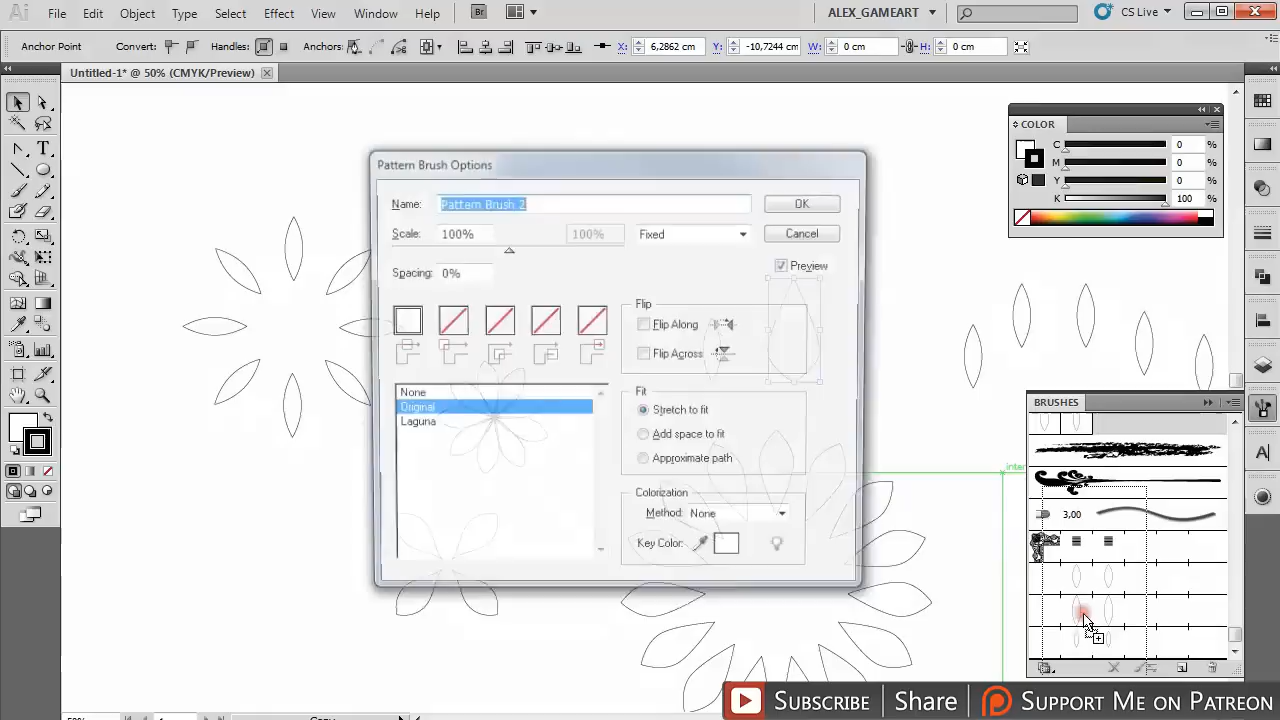 Ai File Edit Object Type Select Effect View Window Help Br ALEX_GAMEART CS Live
Anchor Point Convert: Handles: Anchors: X: 6,2862 cm Y: -10,7244 cm W: 0 cm H: 0 cm
Untitled-1* @ 50% (CMYK/Preview)
COLOR
C 0 %
M 0 %
Y 0 %
K 100 %
Pattern Brush Options
Name: Pattern Brush 2 OK
Scale: 100% 100% Fixed Cancel
Preview
Spacing: 0%
Flip
Flip Along
Flip Across
None
Original
Laguna
Fit
Stretch to fit
Add space to fit
Approximate path
Colorization
Method: None
Key Color:
BRUSHES
3,00
inter
Copy
Subscribe Share Support Me on Patreon